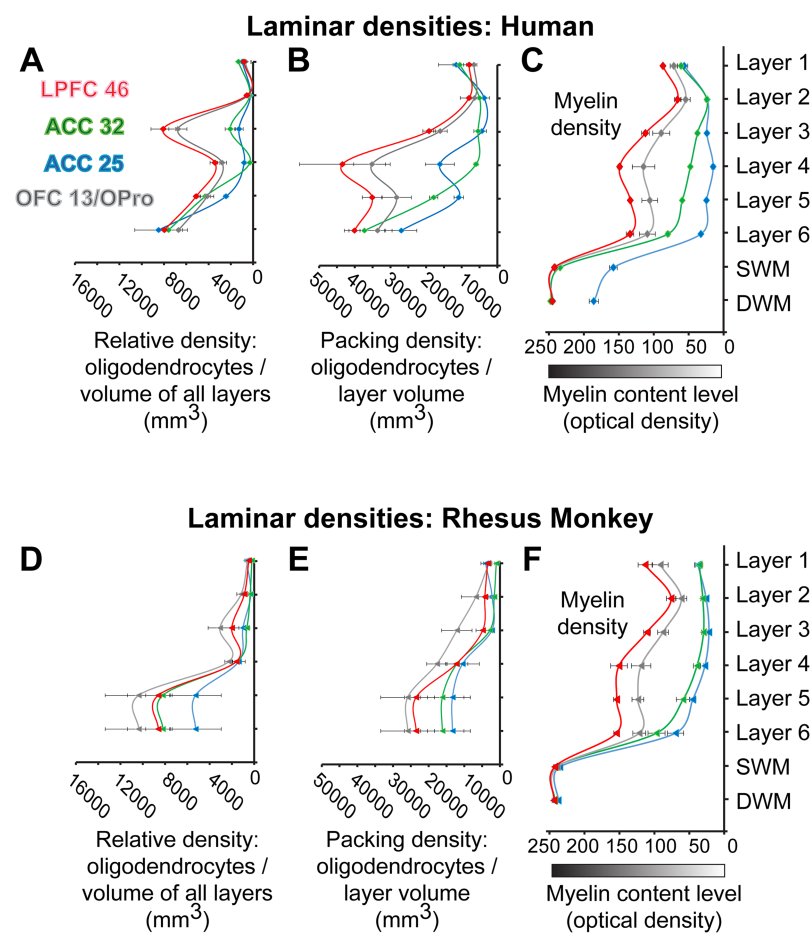 Laminar densities: Human
A
B
C
LPFC 46
ACC 32
ACC 25
OFC 13/OPro
Myelin
density
Layer 1
Layer 2
Layer 3
Layer 4
Layer 5
Layer 6
SWM
DWM
16000
12000
8000
4000
0
50000
40000
30000
20000
10000
0
250 200 150 100 50 0
Relative density:
oligodendrocytes /
volume of all layers
(mm3)
Packing density:
oligodendrocytes /
layer volume
(mm3)
Myelin content level
(optical density)
Laminar densities: Rhesus Monkey
D
E
F
Myelin
density
Layer 1
Layer 2
Layer 3
Layer 4
Layer 5
Layer 6
SWM
DWM
16000
12000
8000
4000
0
50000
40000
30000
20000
10000
0
250 200 150 100 50 0
Relative density:
oligodendrocytes /
volume of all layers
(mm3)
Packing density:
oligodendrocytes /
layer volume
(mm3)
Myelin content level
(optical density)